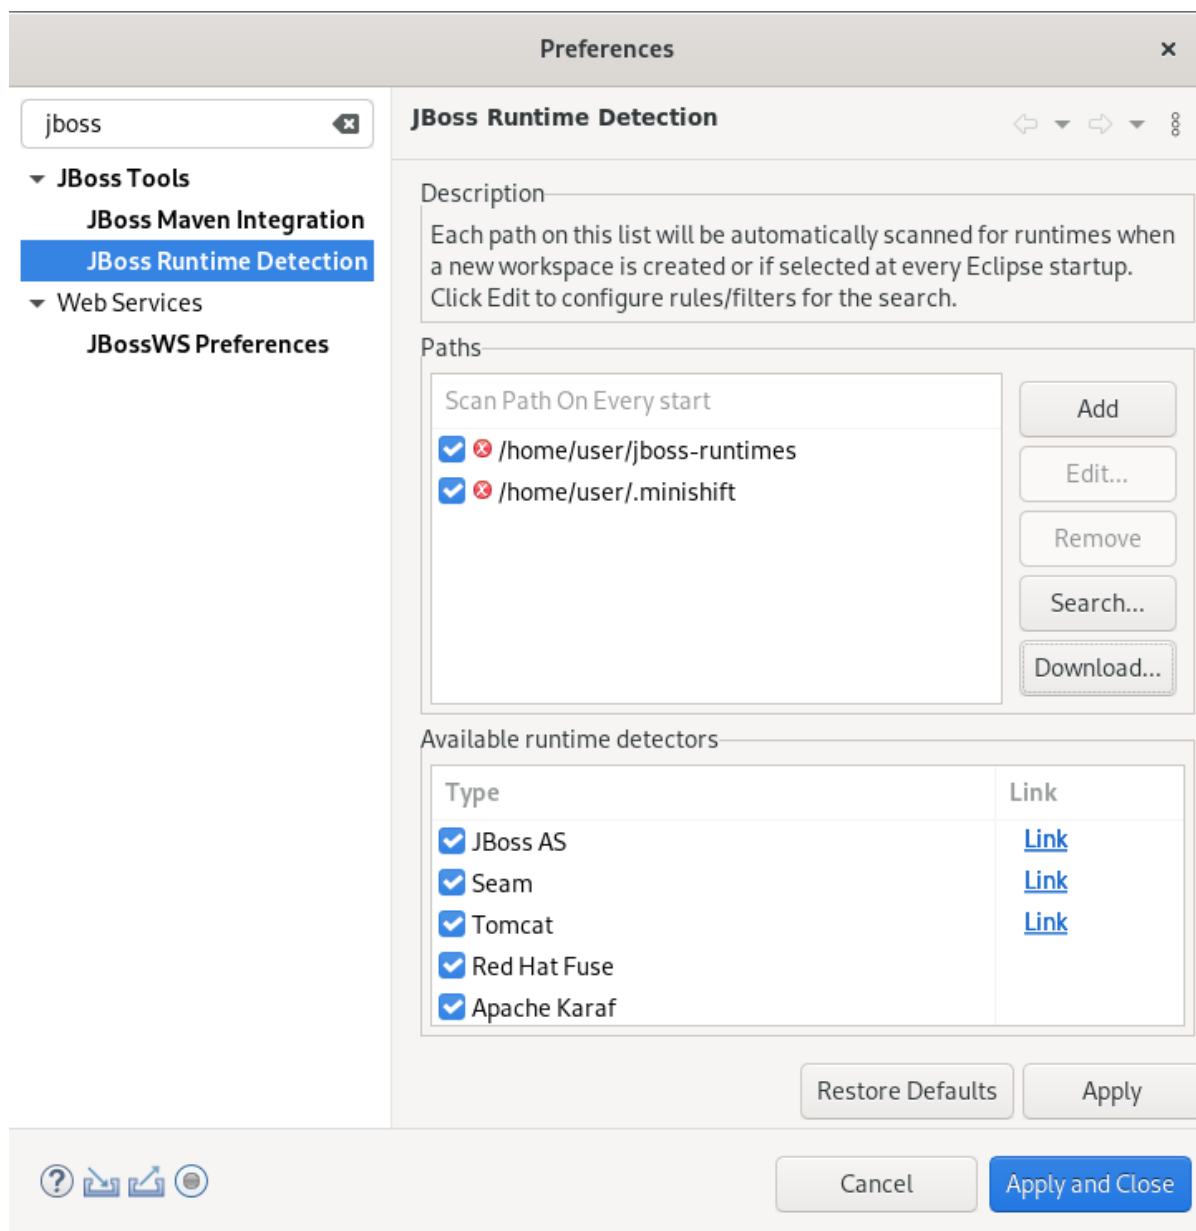 Preferences
jboss
JBoss Tools
JBoss Maven Integration
JBoss Runtime Detection
Web Services
JBossWS Preferences
JBoss Runtime Detection
Description
Each path on this list will be automatically scanned for runtimes when
a new workspace is created or if selected at every Eclipse startup.
Click Edit to configure rules/filters for the search.
Paths
Scan Path On Every start
/home/user/jboss-runtimes
/home/user/.minishift
Add
Edit...
Remove
Search...
Download...
Available runtime detectors
Type Link
JBoss AS Link
Seam Link
Tomcat Link
Red Hat Fuse
Apache Karaf
Restore Defaults Apply
Cancel Apply and Close